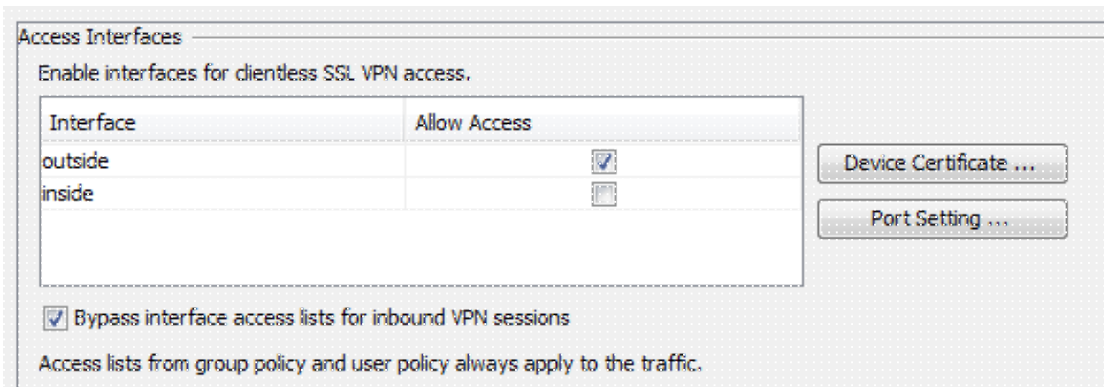 Access Interfaces
Enable interfaces for clientless SSL VPN access.
Interface Allow Access
outside
Device Certificate ...
inside
Port Setting ...
Bypass interface access lists for inbound VPN sessions
Access lists from group policy and user policy always apply to the traffic.